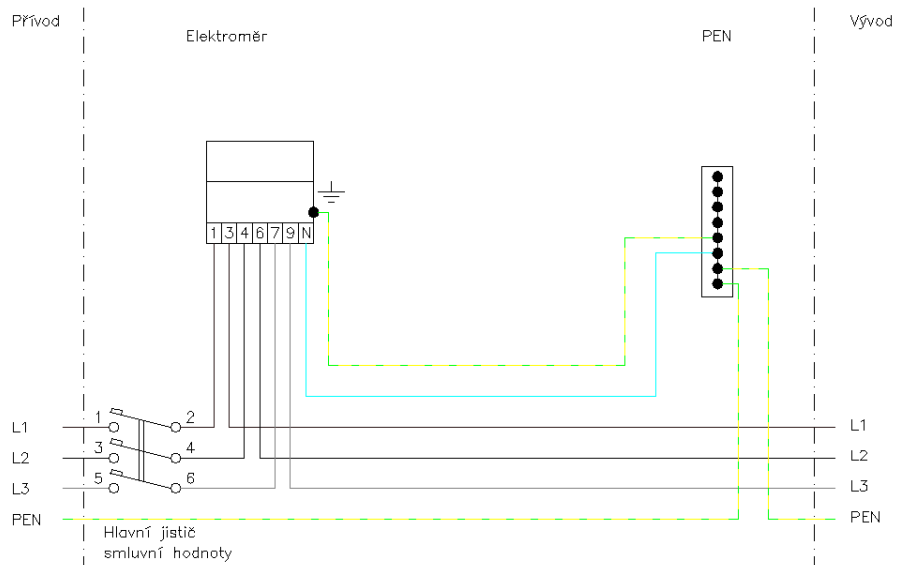 Přívod
Vývod
Elektroměr
PEN
1 3 4 6 7 9 N
1 2
L1 L1
3 4
L2 L2
5 6
L3 L3
PEN PEN
Hlavní jistič
smluvní hodnoty